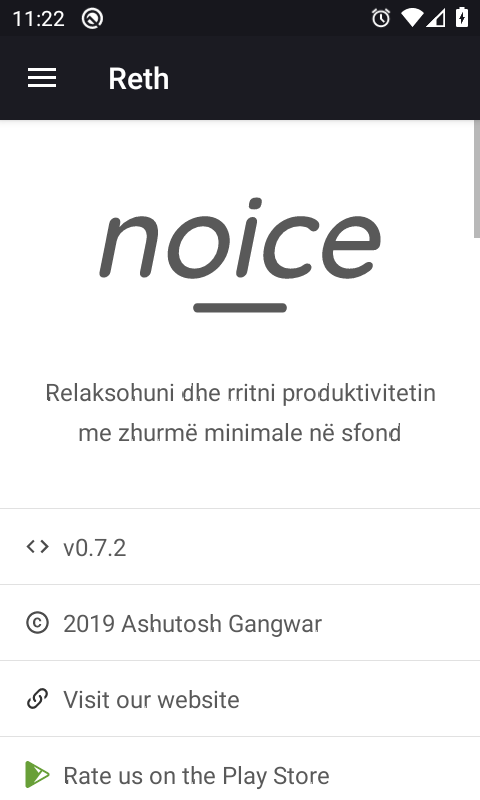 11:22
Reth
noice
Relaksohuni dhe rritni produktivitetin
me zhurmë minimale në sfond
v0.7.2
2019 Ashutosh Gangwar
Visit our website
Rate us on the Play Store